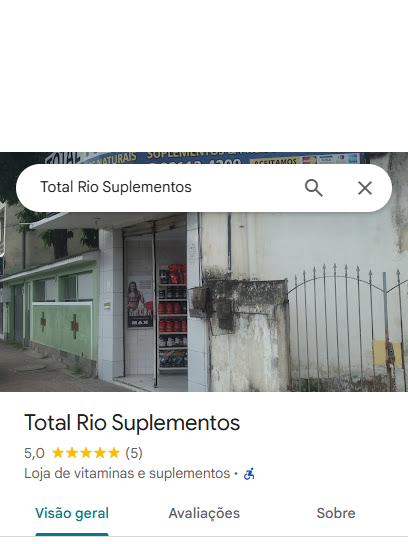 TOTAL
NATURAIS SUPLEMENTOS
ACEITAMOS
Total Rio Suplementos
MAX
Total Rio Suplementos
5,0 (5)
Loja de vitaminas e suplementos ·
Visão geral Avaliações Sobre